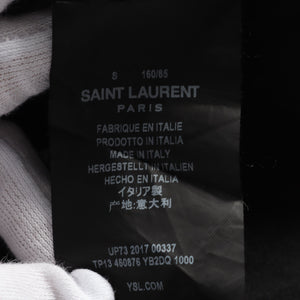 S 160/85
SAINT LAURENT
PARIS
FABRIQUE EN ITALIE
PRODOTTO IN ITALIA
MADE IN ITALY
HERGESTELLT IN ITALIEN
HECHO EN ITALIA
イタリア製
产地:意大利
UP73 2017 00337
TP13 460876 YB2DQ 1000
YSL.COM